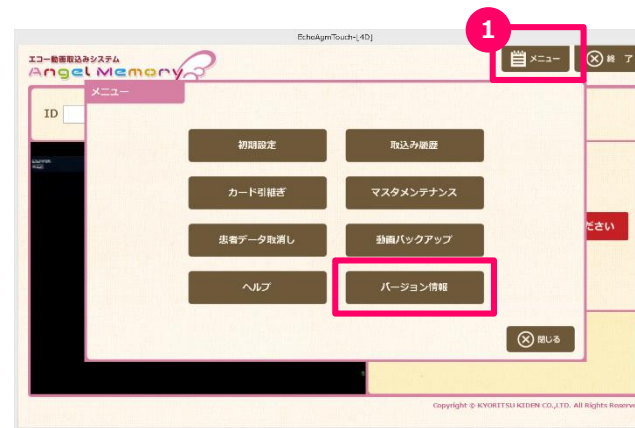 1
EchoAgmTouch-[4D]
エコー動画取込みシステム
Angel Memory
メニュー
終 了
メニュー
ID
初期設定
取込み履歴
カード引継ぎ
マスタメンテナンス
患者データ取消し
動画バックアップ
ださい
ヘルプ
バージョン情報
閉じる
Copyright © KYORITSU KIDEN CO.,LTD. All Rights Reserve